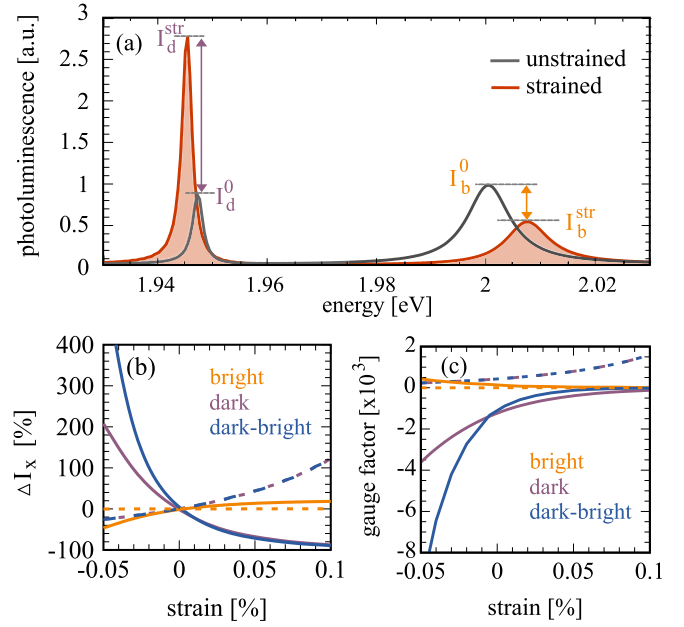 (a)
I_d^str
I_d^0
I_b^0
I_b^str
unstrained
strained
photoluminescence [a.u.]
3
2.5
2
1.5
1
0.5
0
1.94
1.96
1.98
2
2.02
energy [eV]
(b)
bright
dark
dark-bright
ΔI_x [%]
400
300
200
100
0
-100
-0.05
0
0.05
0.1
strain [%]
(c)
bright
dark
dark-bright
gauge factor [x10^-3]
2
0
-2
-4
-6
-8
-0.05
0
0.05
0.1
strain [%]